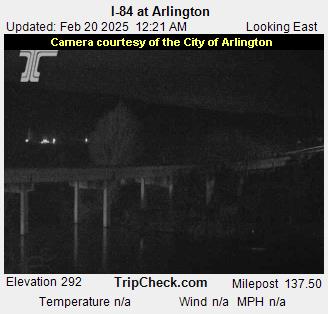 I-84 at Arlington
Updated: Feb 20 2025 12:21 AM Looking East
Camera courtesy of the City of Arlington
Elevation 292 TripCheck.com Milepost 137.50
Temperature n/a Wind n/a MPH n/a